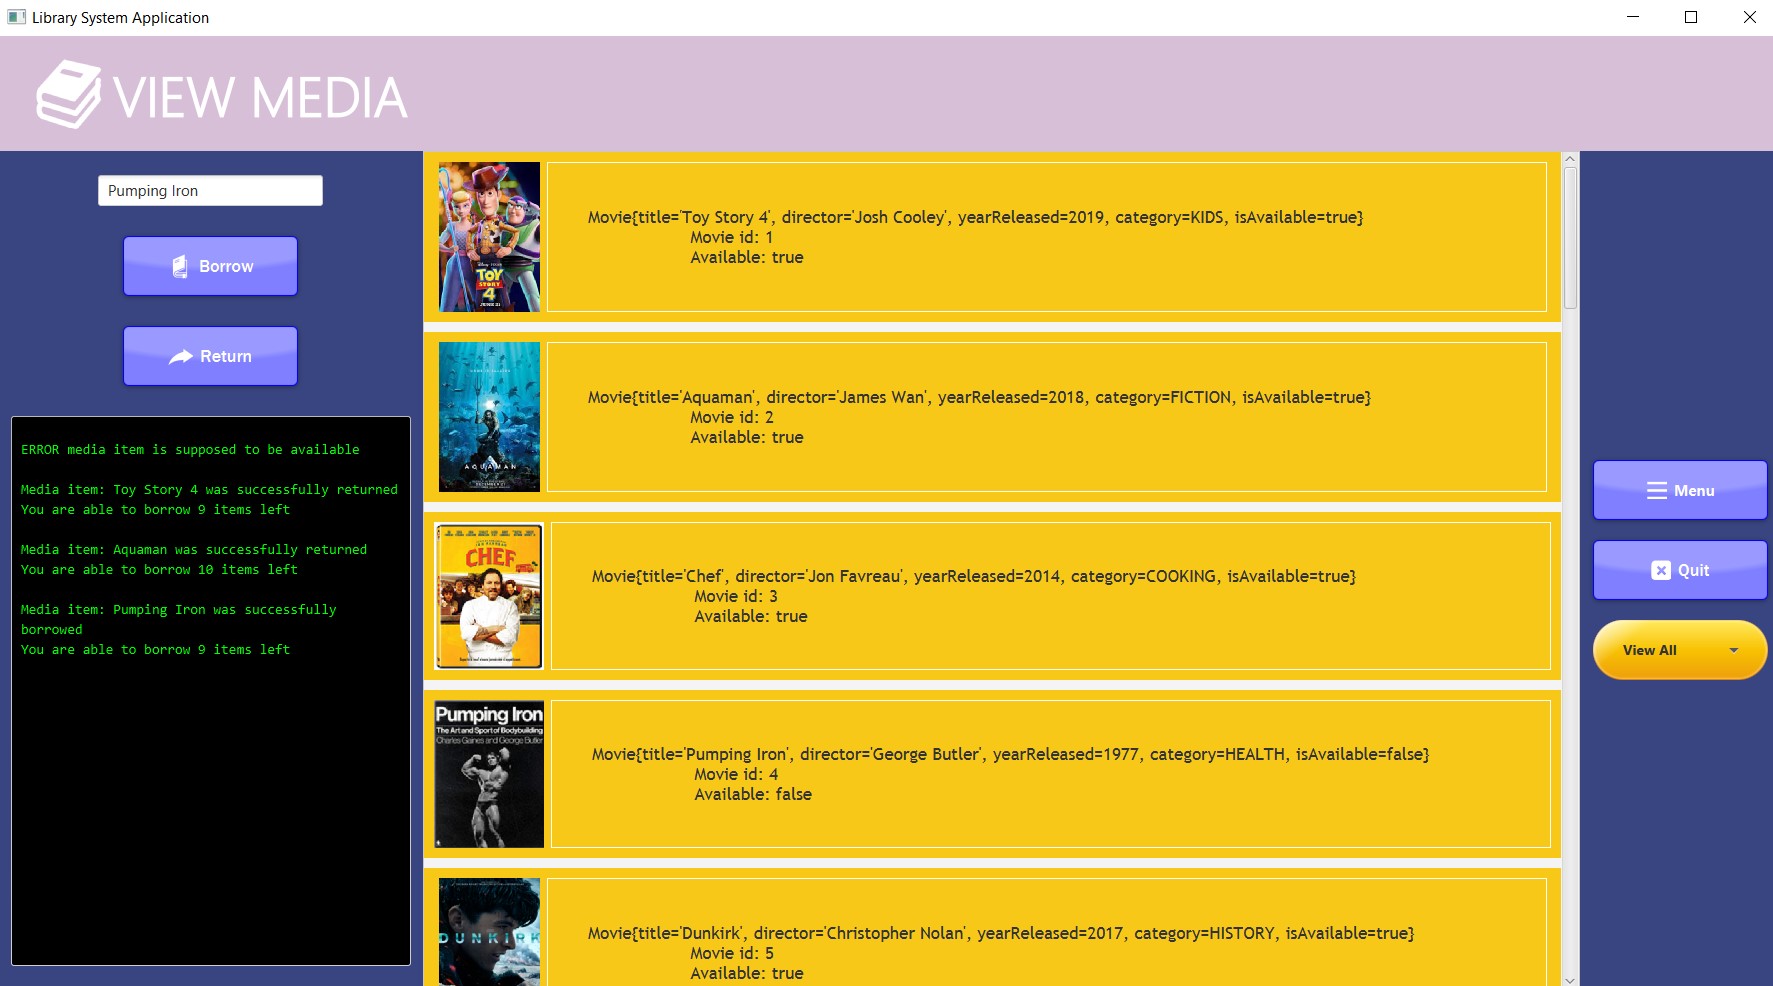 Library System Application
VIEW MEDIA
Pumping Iron
Borrow
Return
ERROR media item is supposed to be available
Media item: Toy Story 4 was successfully returned
You are able to borrow 9 items left
Media item: Aquaman was successfully returned
You are able to borrow 10 items left
Media item: Pumping Iron was successfully
borrowed
You are able to borrow 9 items left
TOY
STORY
4
Movie{title='Toy Story 4', director='Josh Cooley', yearReleased=2019, category=KIDS, isAvailable=true}
Movie id: 1
Available: true
AQUAMAN
Movie{title='Aquaman', director='James Wan', yearReleased=2018, category=FICTION, isAvailable=true}
Movie id: 2
Available: true
CHEF
Movie{title='Chef', director='Jon Favreau', yearReleased=2014, category=COOKING, isAvailable=true}
Movie id: 3
Available: true
Pumping Iron
The Art and Sport of Bodybuilding
Charles Gaines and George Butler
Movie{title='Pumping Iron', director='George Butler', yearReleased=1977, category=HEALTH, isAvailable=false}
Movie id: 4
Available: false
DUNKIRK
Movie{title='Dunkirk', director='Christopher Nolan', yearReleased=2017, category=HISTORY, isAvailable=true}
Movie id: 5
Available: true
Menu
Quit
View All